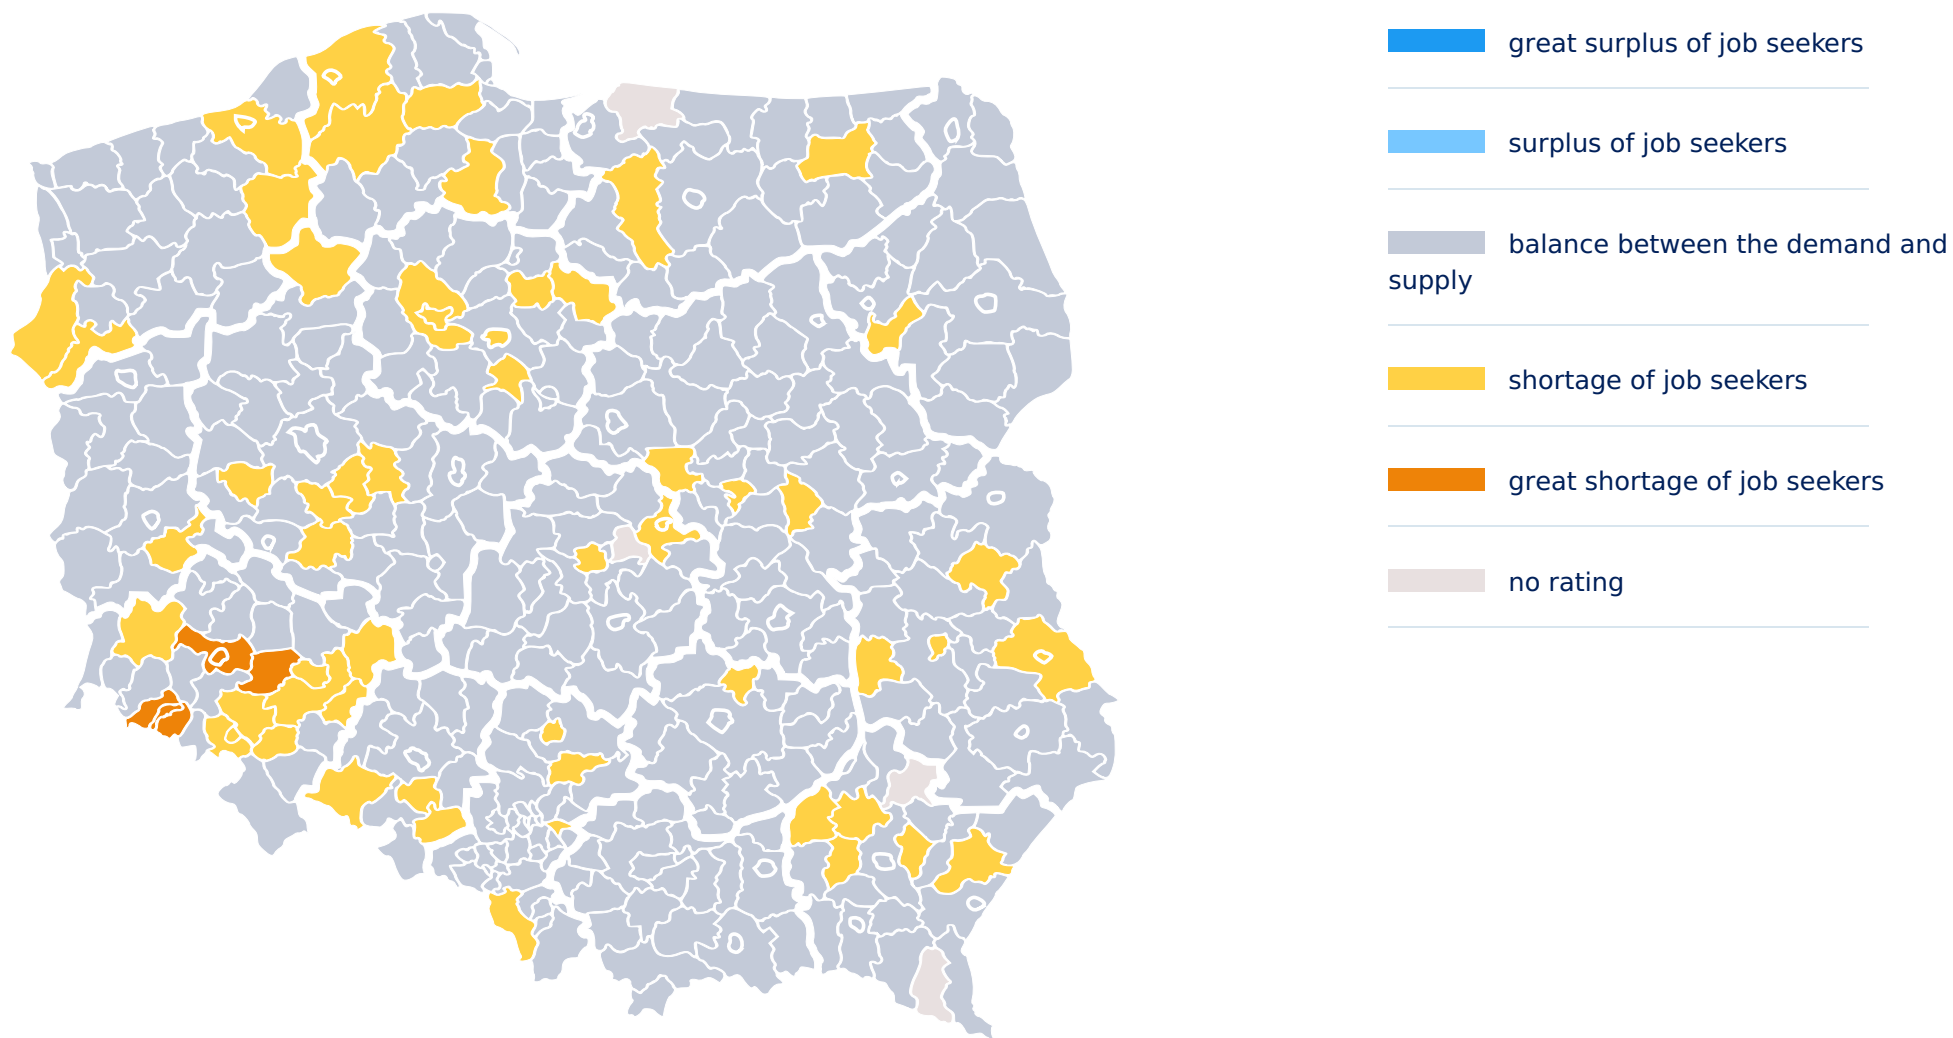 great surplus of job seekers
surplus of job seekers
balance between the demand and
supply
shortage of job seekers
great shortage of job seekers
no rating